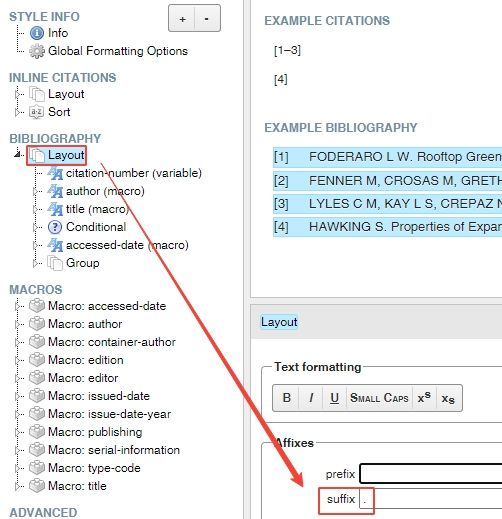 STYLE INFO
+ -
Info
Global Formatting Options
INLINE CITATIONS
Layout
a-z Sort
BIBLIOGRAPHY
Layout
citation-number (variable)
author (macro)
title (macro)
? Conditional
accessed-date (macro)
Group
MACROS
Macro: accessed-date
Macro: author
Macro: container-author
Macro: edition
Macro: editor
Macro: issued-date
Macro: issue-date-year
Macro: publishing
Macro: serial-information
Macro: type-code
Macro: title
ADVANCED
EXAMPLE CITATIONS
[1–3]
[4]
EXAMPLE BIBLIOGRAPHY
[1] FODERARO L W. Rooftop Green
[2] FENNER M, CROSAS M, GRETH
[3] LYLES C M, KAY L S, CREPAZ N
[4] HAWKING S. Properties of Expan
Layout
Text formatting
B I U SMALL CAPS xs xs
Affixes
prefix
suffix .